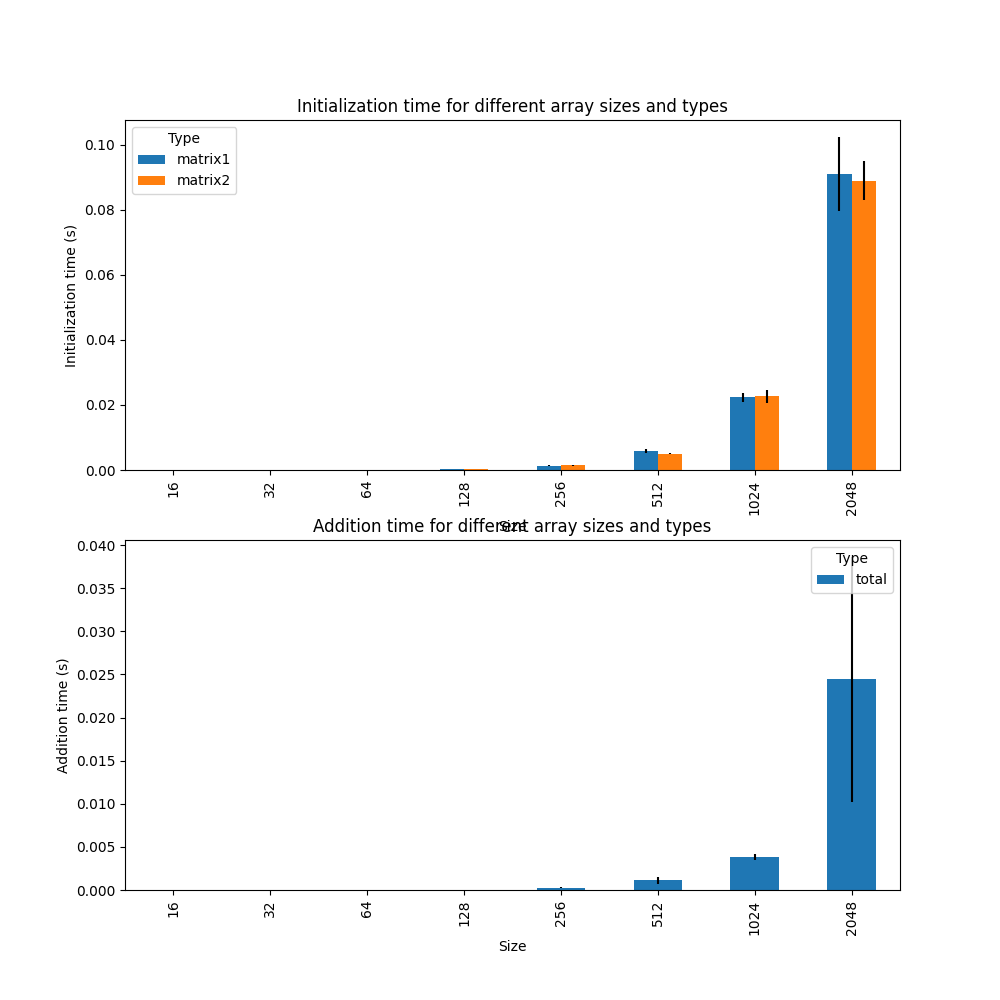 Initialization time for different array sizes and types
Type
matrix1
matrix2
Initialization time (s)
0.10
0.08
0.06
0.04
0.02
0.00
16
32
64
128
256
512
1024
2048
Size
Addition time for different array sizes and types
Type
total
Addition time (s)
0.040
0.035
0.030
0.025
0.020
0.015
0.010
0.005
0.000
16
32
64
128
256
512
1024
2048
Size